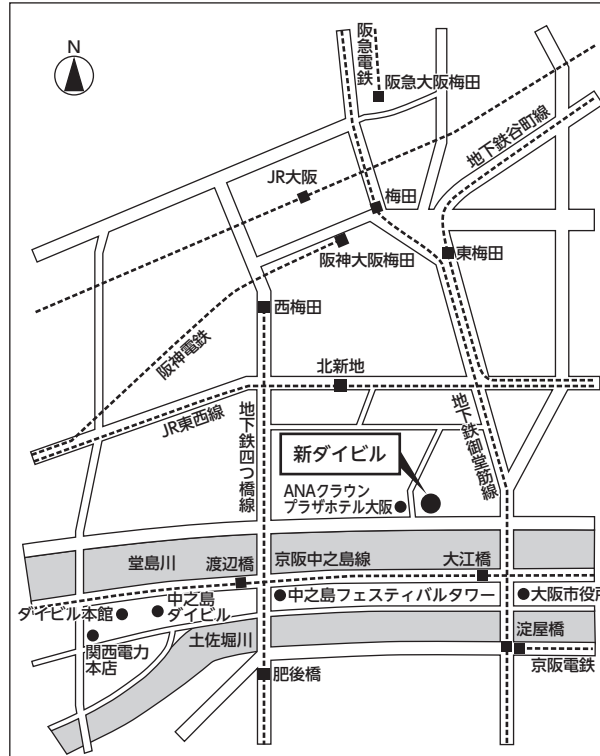 N
阪急電鉄
阪急大阪梅田
地下鉄谷町線
JR大阪
梅田
東梅田
阪神大阪梅田
西梅田
阪神電鉄
北新地
JR東西線
地下鉄四つ橋線
地下鉄御堂筋線
新ダイビル
ANAクラウン
プラザホテル大阪
堂島川
渡辺橋
京阪中之島線
大江橋
中之島フェスティバルタワー
大阪市役所
中之島
ダイビル
ダイビル本館
関西電力
本店
土佐堀川
淀屋橋
京阪電鉄
肥後橋